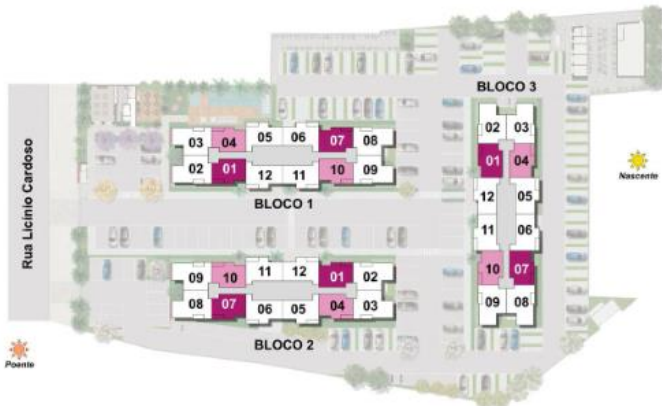 BLOCO 3
02 03
01 04
12 05
11 06
10 07
09 08
03 04 05 06 07 08
02 01 12 11 10 09
BLOCO 1
09 10 11 12 01 02
08 07 06 05 04 03
BLOCO 2
Rua Licínio Cardoso
Nascente
Poente